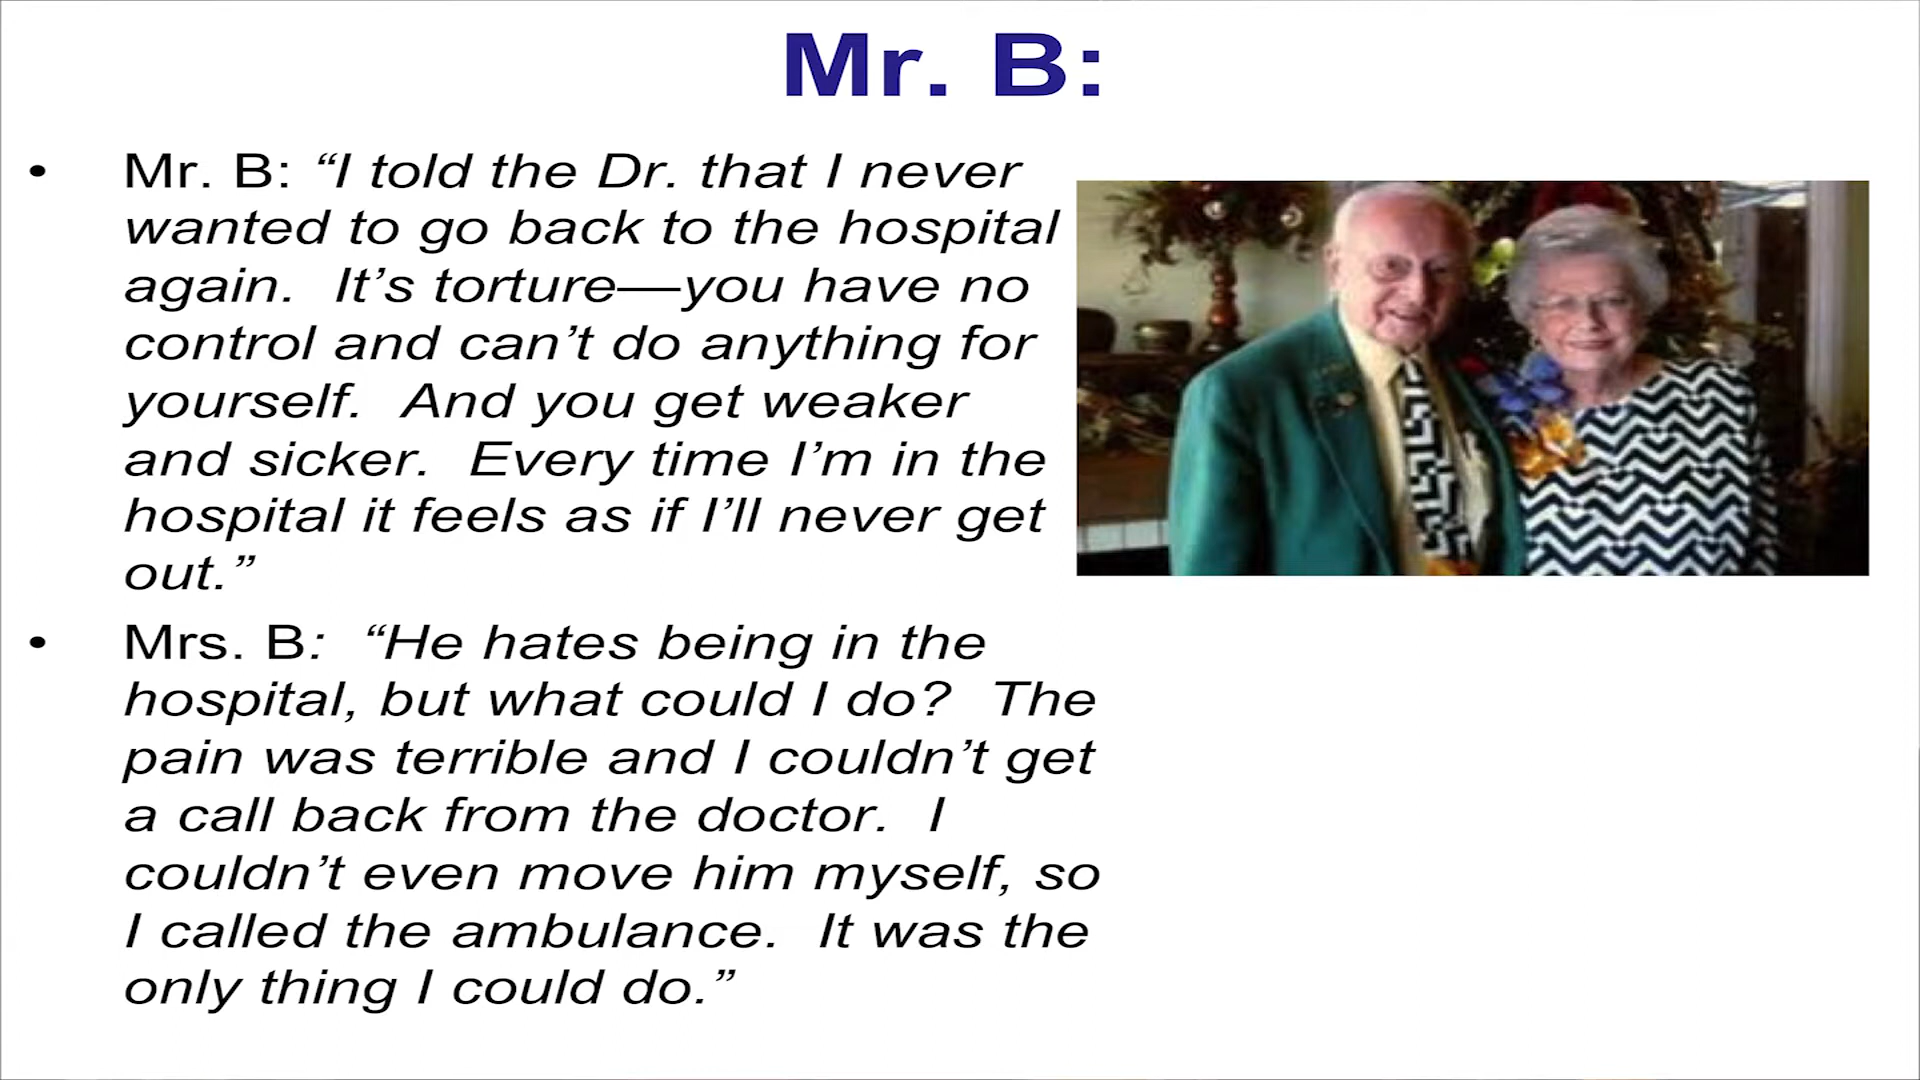 Mr. B:
• Mr. B: “I told the Dr. that I never
wanted to go back to the hospital
again.  It’s torture—you have no
control and can’t do anything for
yourself.  And you get weaker
and sicker.  Every time I’m in the
hospital it feels as if I’ll never get
out.”
• Mrs. B:  “He hates being in the
hospital, but what could I do?  The
pain was terrible and I couldn’t get
a call back from the doctor.  I
couldn’t even move him myself, so
I called the ambulance.  It was the
only thing I could do.”